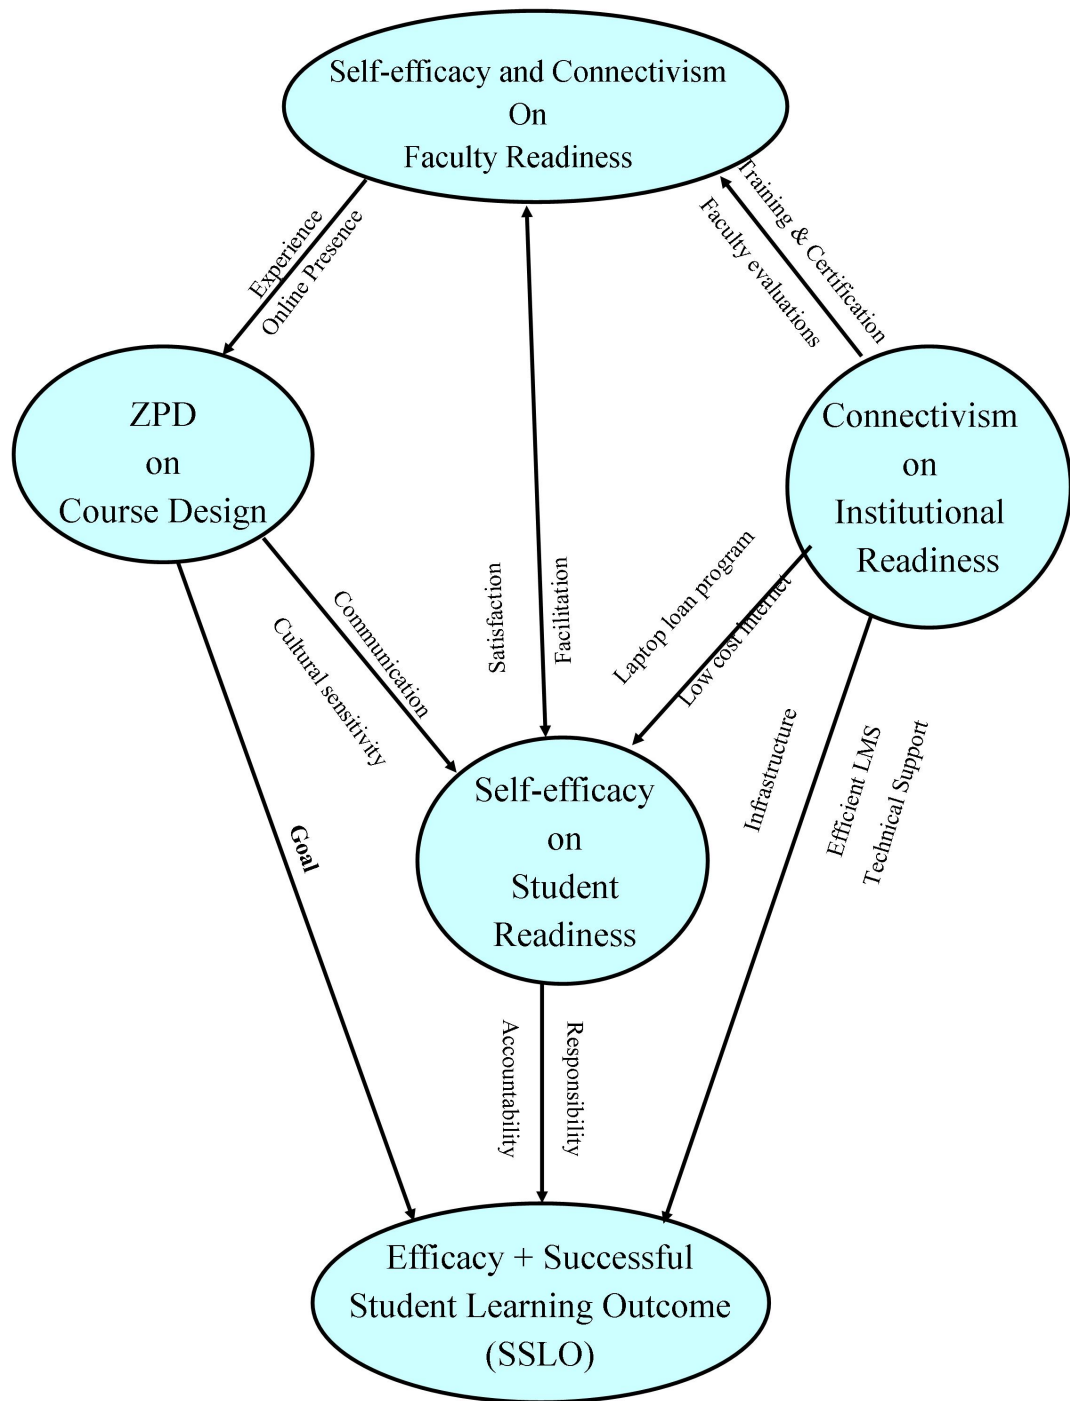 Self-efficacy and Connectivism
On
Faculty Readiness
Training & Certification
Faculty evaluations
Experience
Online Presence
ZPD
on
Course Design
Connectivism
on
Institutional
Readiness
Satisfaction
Facilitation
Laptop loan program
Low cost internet
Communication
Cultural sensitivity
Infrastructure
Efficient LMS
Technical Support
Goal
Self-efficacy
on
Student
Readiness
Accountability
Responsibility
Efficacy + Successful
Student Learning Outcome
(SSLO)